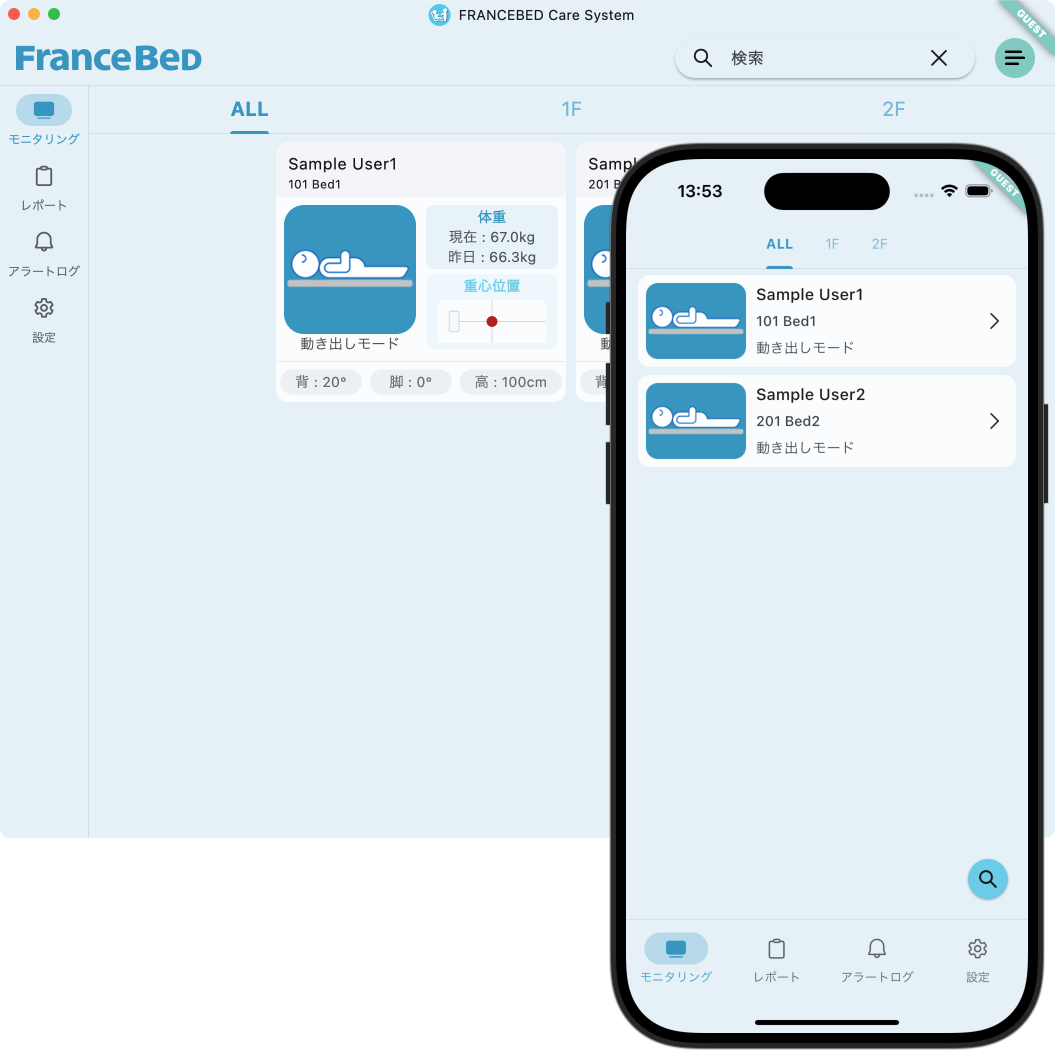 FRANCEBED Care System
GUEST
FranceBed
検索
モニタリング
レポート
アラートログ
設定
ALL
1F
2F
Sample User1
101 Bed1
動き出しモード
体重
現在 : 67.0kg
昨日 : 66.3kg
重心位置
背 : 20°
脚 : 0°
高 : 100cm
Sampl
201 B
動
背
13:53
GUEST
ALL 1F 2F
Sample User1
101 Bed1
動き出しモード
Sample User2
201 Bed2
動き出しモード
モニタリング
レポート
アラートログ
設定